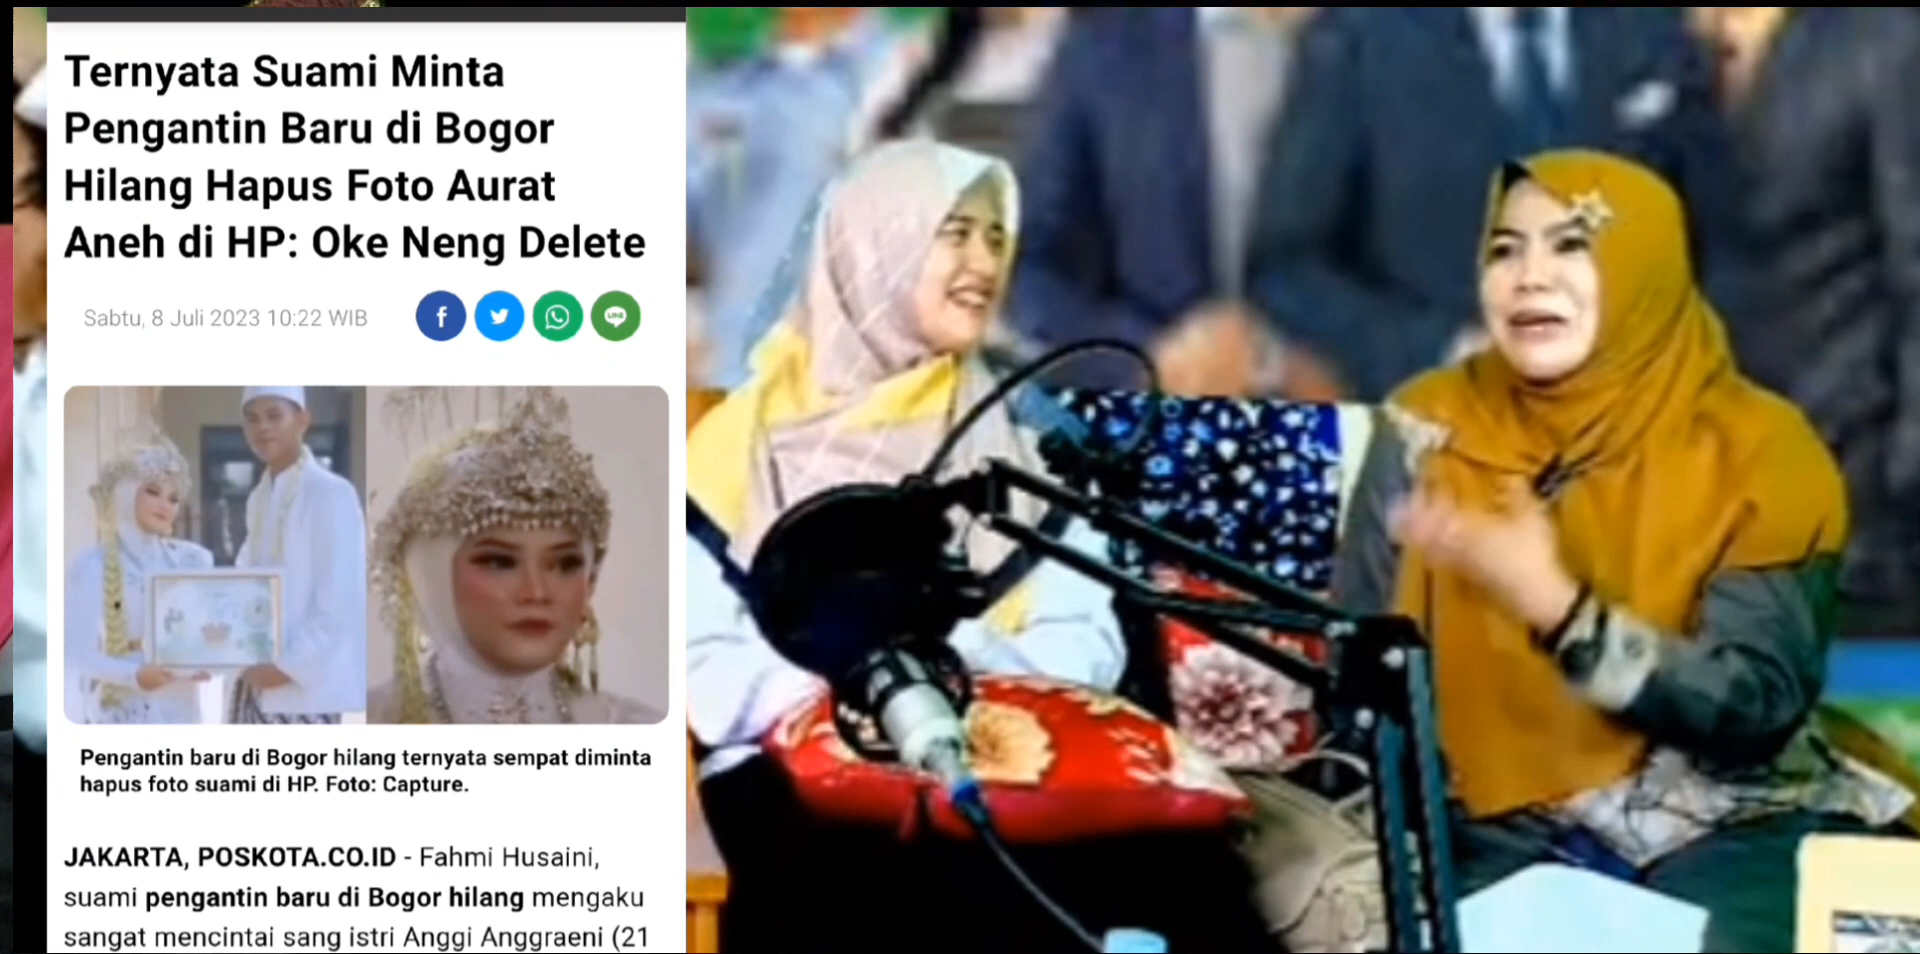 Ternyata Suami Minta
Pengantin Baru di Bogor
Hilang Hapus Foto Aurat
Aneh di HP: Oke Neng Delete
Sabtu, 8 Juli 2023 10:22 WIB
Pengantin baru di Bogor hilang ternyata sempat diminta
hapus foto suami di HP. Foto: Capture.
JAKARTA, POSKOTA.CO.ID - Fahmi Husaini,
suami pengantin baru di Bogor hilang mengaku
sangat mencintai sang istri Anggi Anggraeni (21